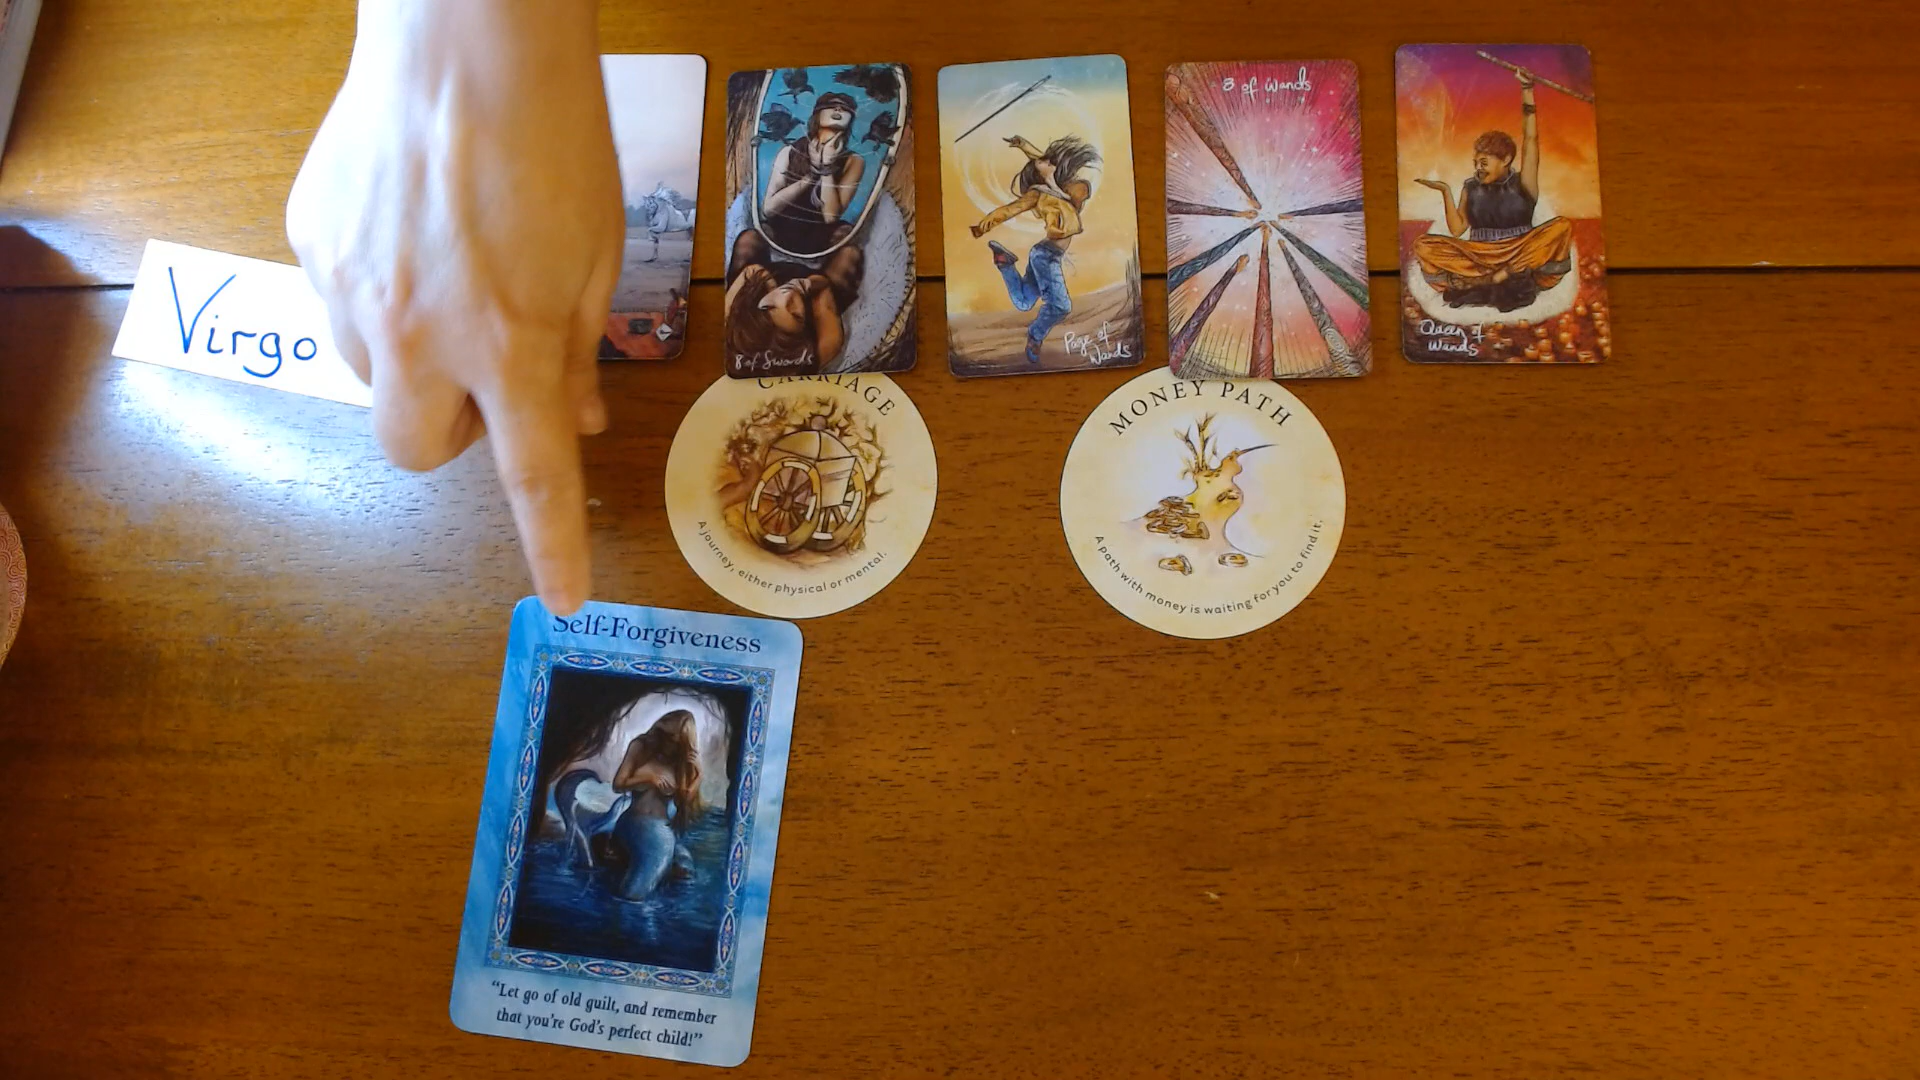 8 of Wands
Virgo
8 of Swords
Page of
Wands
Queen of
Wands
CARRIAGE
A journey, either physical or mental.
MONEY PATH
A path with money is waiting for you to find it.
Self-Forgiveness
"Let go of old guilt, and remember
that you're God's perfect child!"